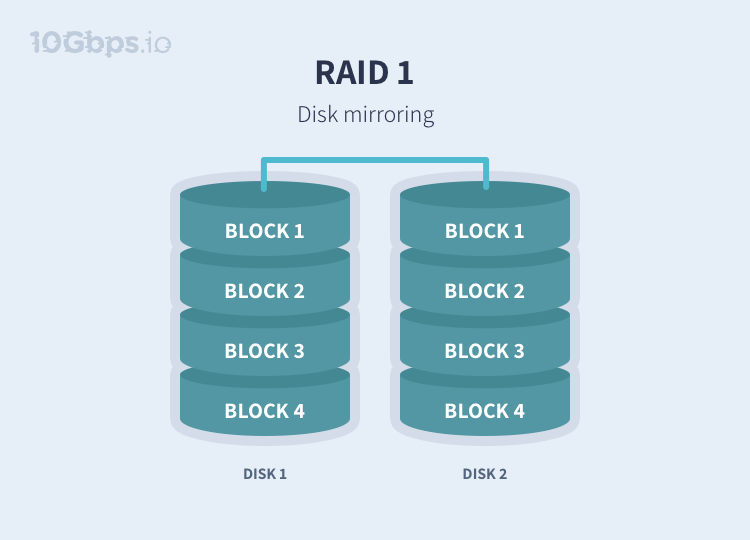 10Gbps.io
RAID 1
Disk mirroring
BLOCK 1
BLOCK 2
BLOCK 3
BLOCK 4
DISK 1
BLOCK 1
BLOCK 2
BLOCK 3
BLOCK 4
DISK 2